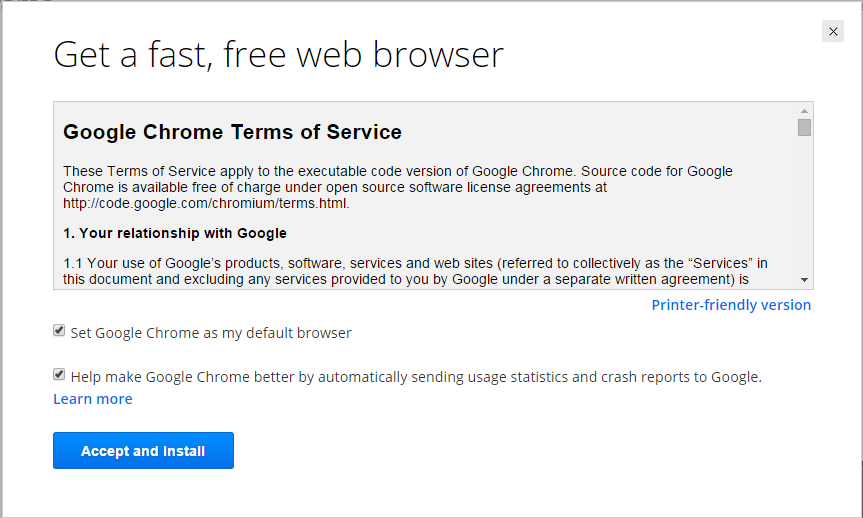 Get a fast, free web browser
Google Chrome Terms of Service
These Terms of Service apply to the executable code version of Google Chrome. Source code for Google
Chrome is available free of charge under open source software license agreements at
http://code.google.com/chromium/terms.html.
1. Your relationship with Google
1.1 Your use of Google’s products, software, services and web sites (referred to collectively as the “Services” in
this document and excluding any services provided to you by Google under a separate written agreement) is
Printer-friendly version
Set Google Chrome as my default browser
Help make Google Chrome better by automatically sending usage statistics and crash reports to Google.
Learn more
Accept and Install